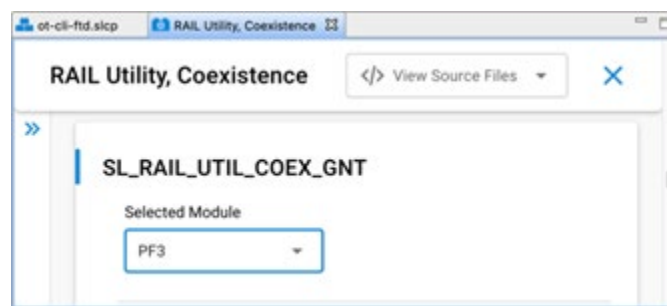 ot-cli-ftd.slcp RAIL Utility, Coexistence
RAIL Utility, Coexistence </> View Source Files
SL_RAIL_UTIL_COEX_GNT
Selected Module
PF3